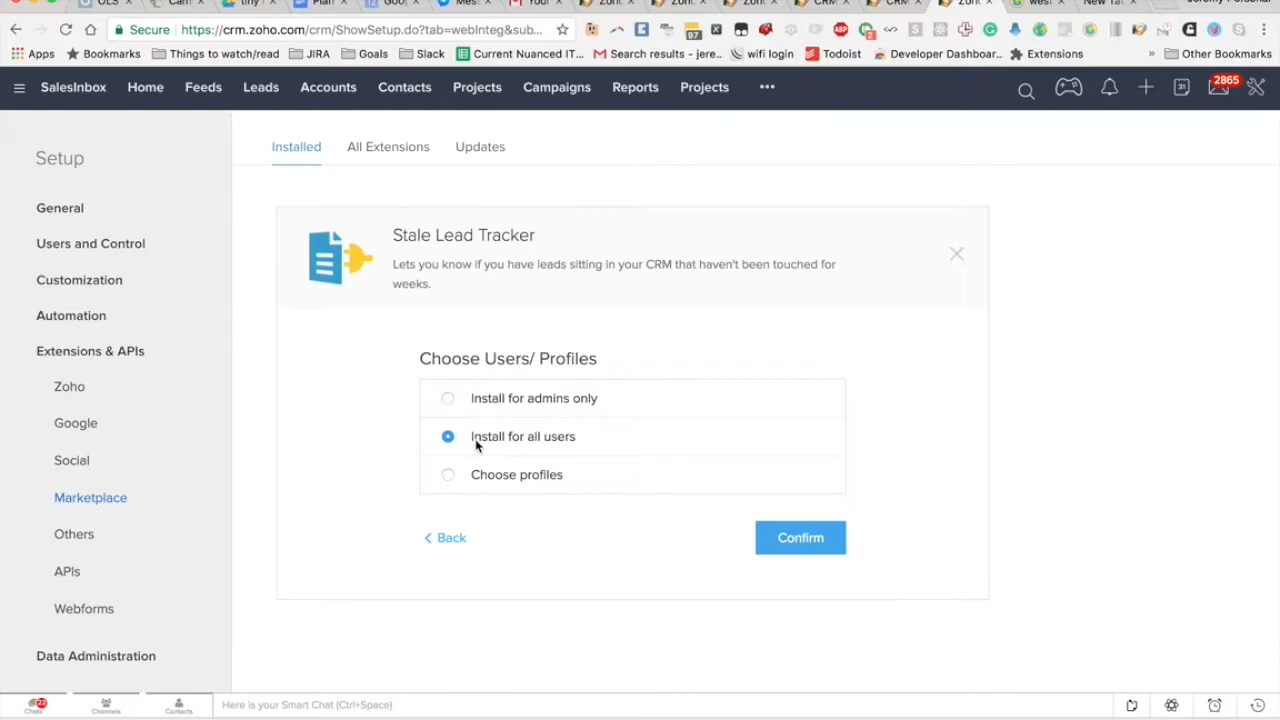 Secure https://crm.zoho.com/crm/ShowSetup.do?tab=webInteg&sub...
Apps Bookmarks Things to watch/read JIRA Goals Slack Current Nuanced IT... Search results - jere... wifi login Todoist Developer Dashboar... Extensions » Other Bookmarks
SalesInbox Home Feeds Leads Accounts Contacts Projects Campaigns Reports Projects ••• 2865
Installed All Extensions Updates
Setup
General
Users and Control
Customization
Automation
Extensions & APIs
Zoho
Google
Social
Marketplace
Others
APIs
Webforms
Data Administration
Stale Lead Tracker
Lets you know if you have leads sitting in your CRM that haven't been touched for
weeks.
Choose Users/ Profiles
Install for admins only
Install for all users
Choose profiles
Back Confirm
22
Chats Channels Contacts Here is your Smart Chat (Ctrl+Space)